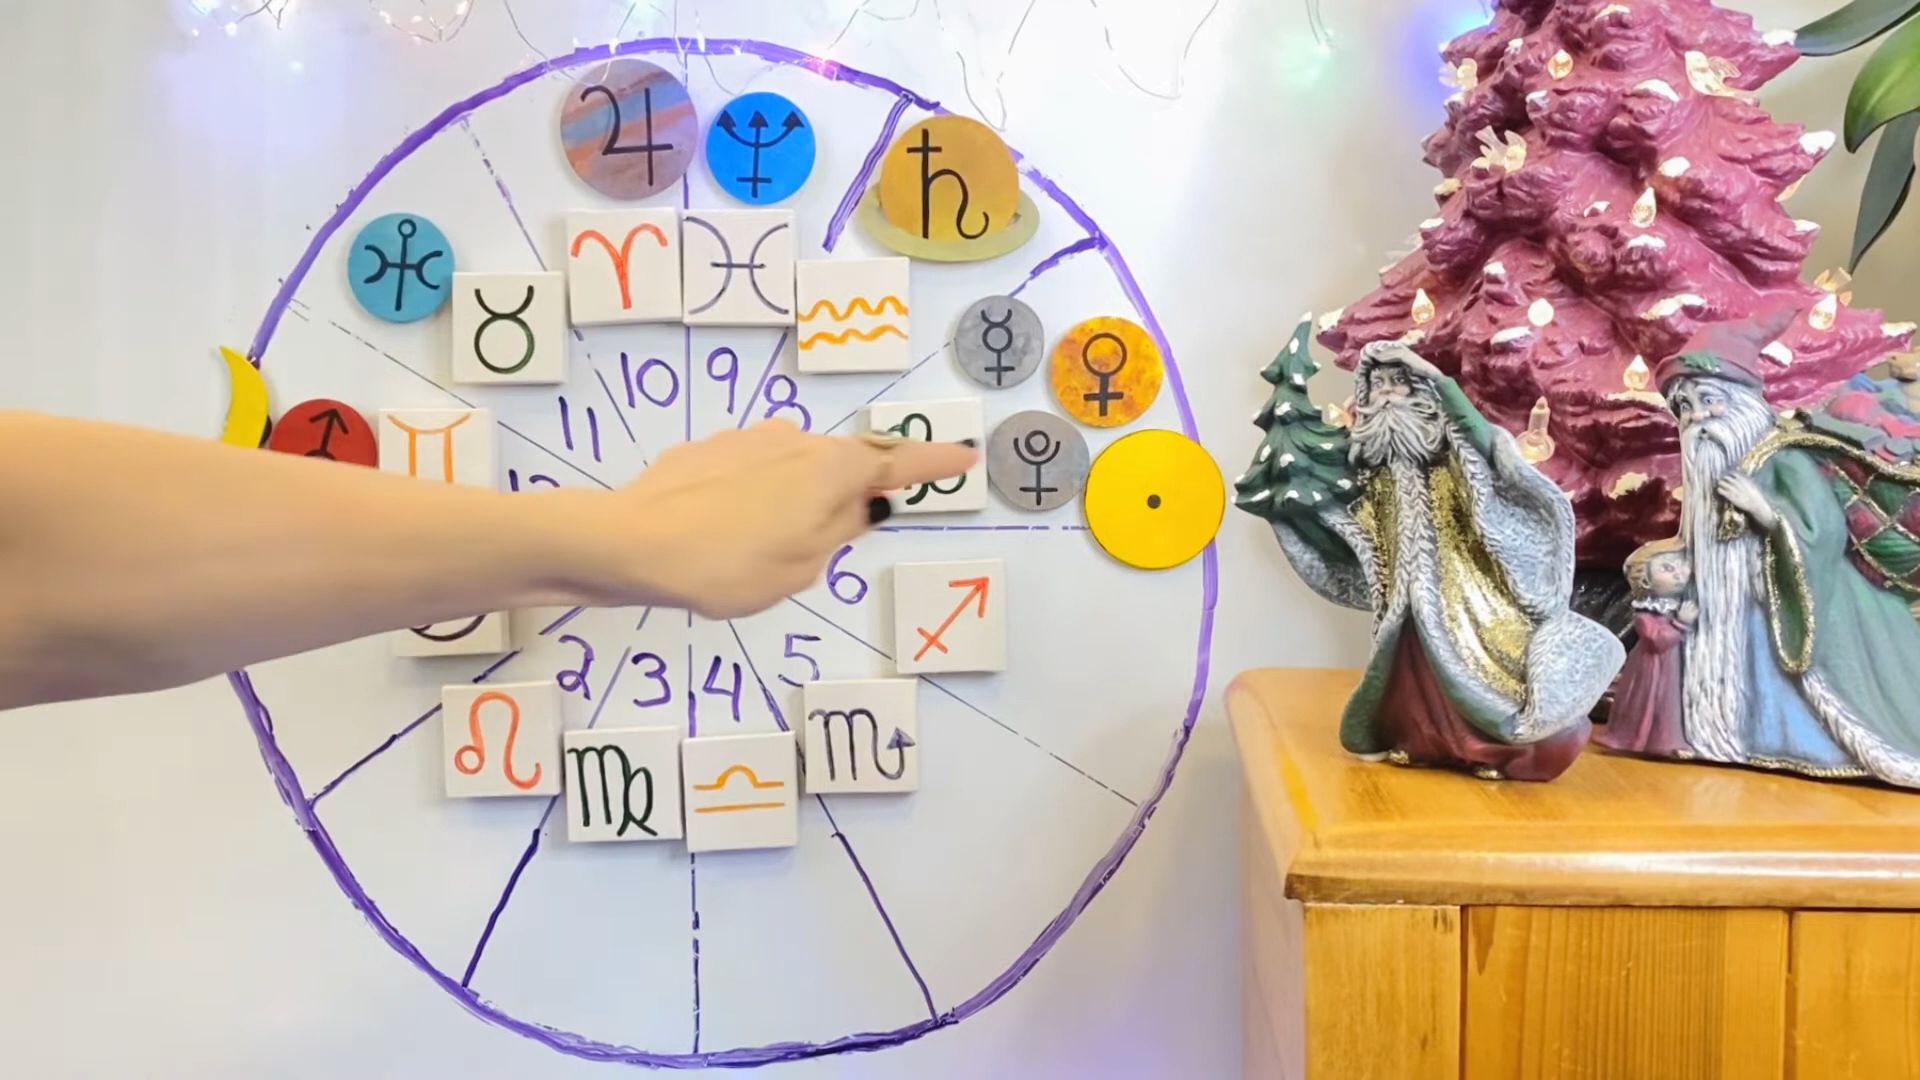 ♃ ♆ ♄
♅ ♉ ♈ ♓ ♒ ☿ ♀
10 9 8
11
♂ ♊ ♇ ☉
6 ♐
2 3 4 5
♌ ♍ ♎ ♏